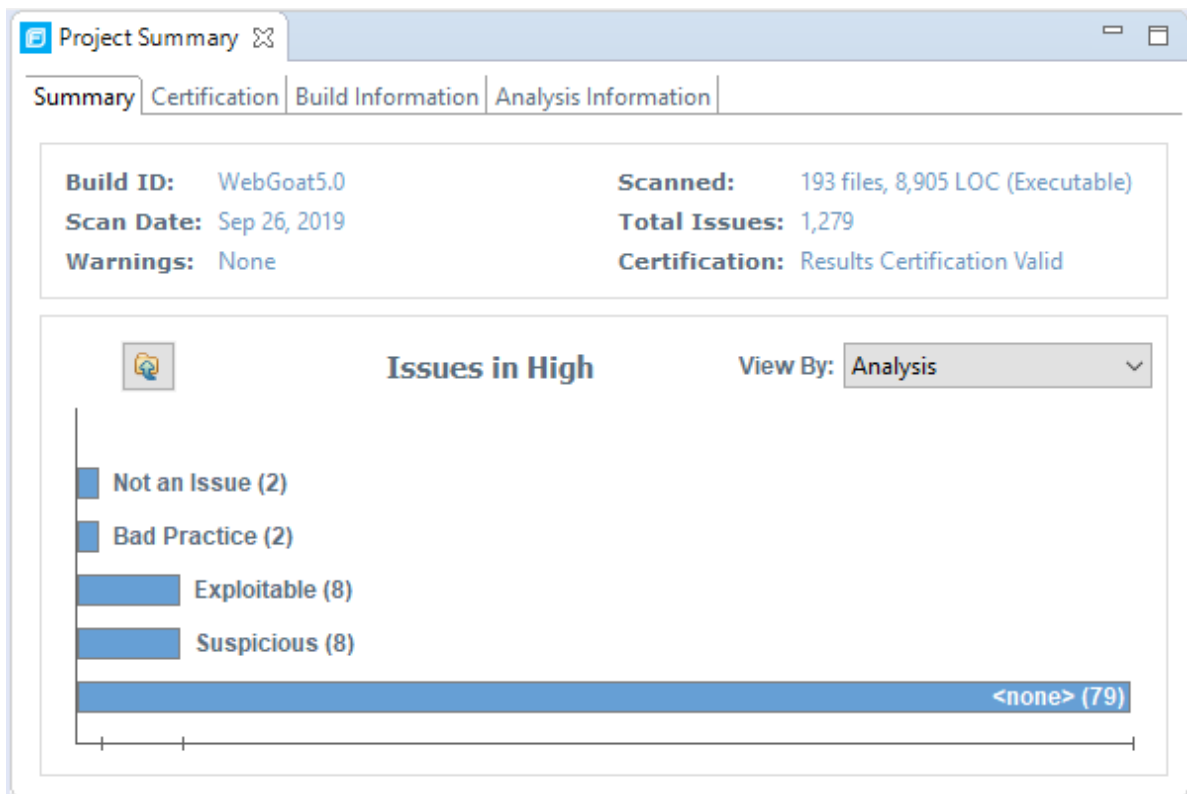 Project Summary
Summary Certification Build Information Analysis Information
Build ID: WebGoat5.0 Scanned: 193 files, 8,905 LOC (Executable)
Scan Date: Sep 26, 2019 Total Issues: 1,279
Warnings: None Certification: Results Certification Valid
Issues in High View By: Analysis
Not an Issue (2)
Bad Practice (2)
Exploitable (8)
Suspicious (8)
<none> (79)